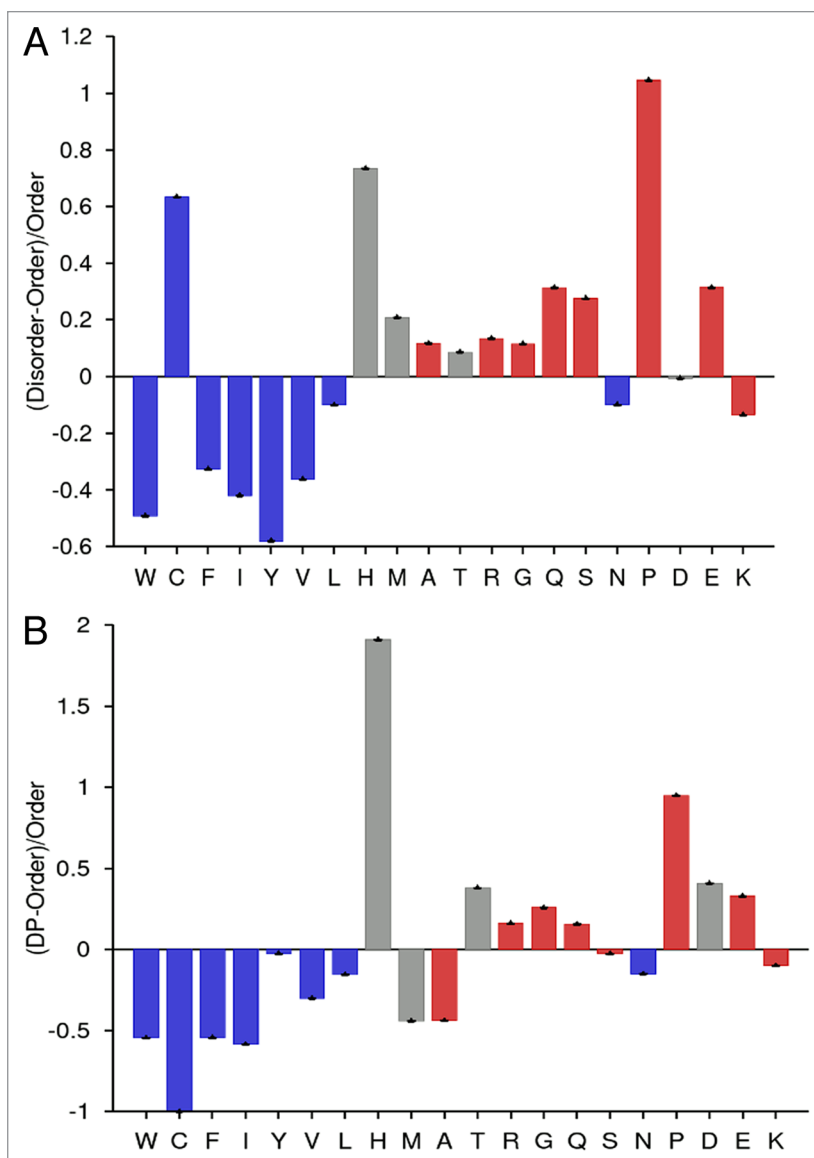 A
1.2
1
0.8
0.6
0.4
0.2
0
-0.2
-0.4
-0.6
(Disorder-Order)/Order
W C F I Y V L H M A T R G Q S N P D E K
B
2
1.5
1
0.5
0
-0.5
-1
(DP-Order)/Order
W C F I Y V L H M A T R G Q S N P D E K